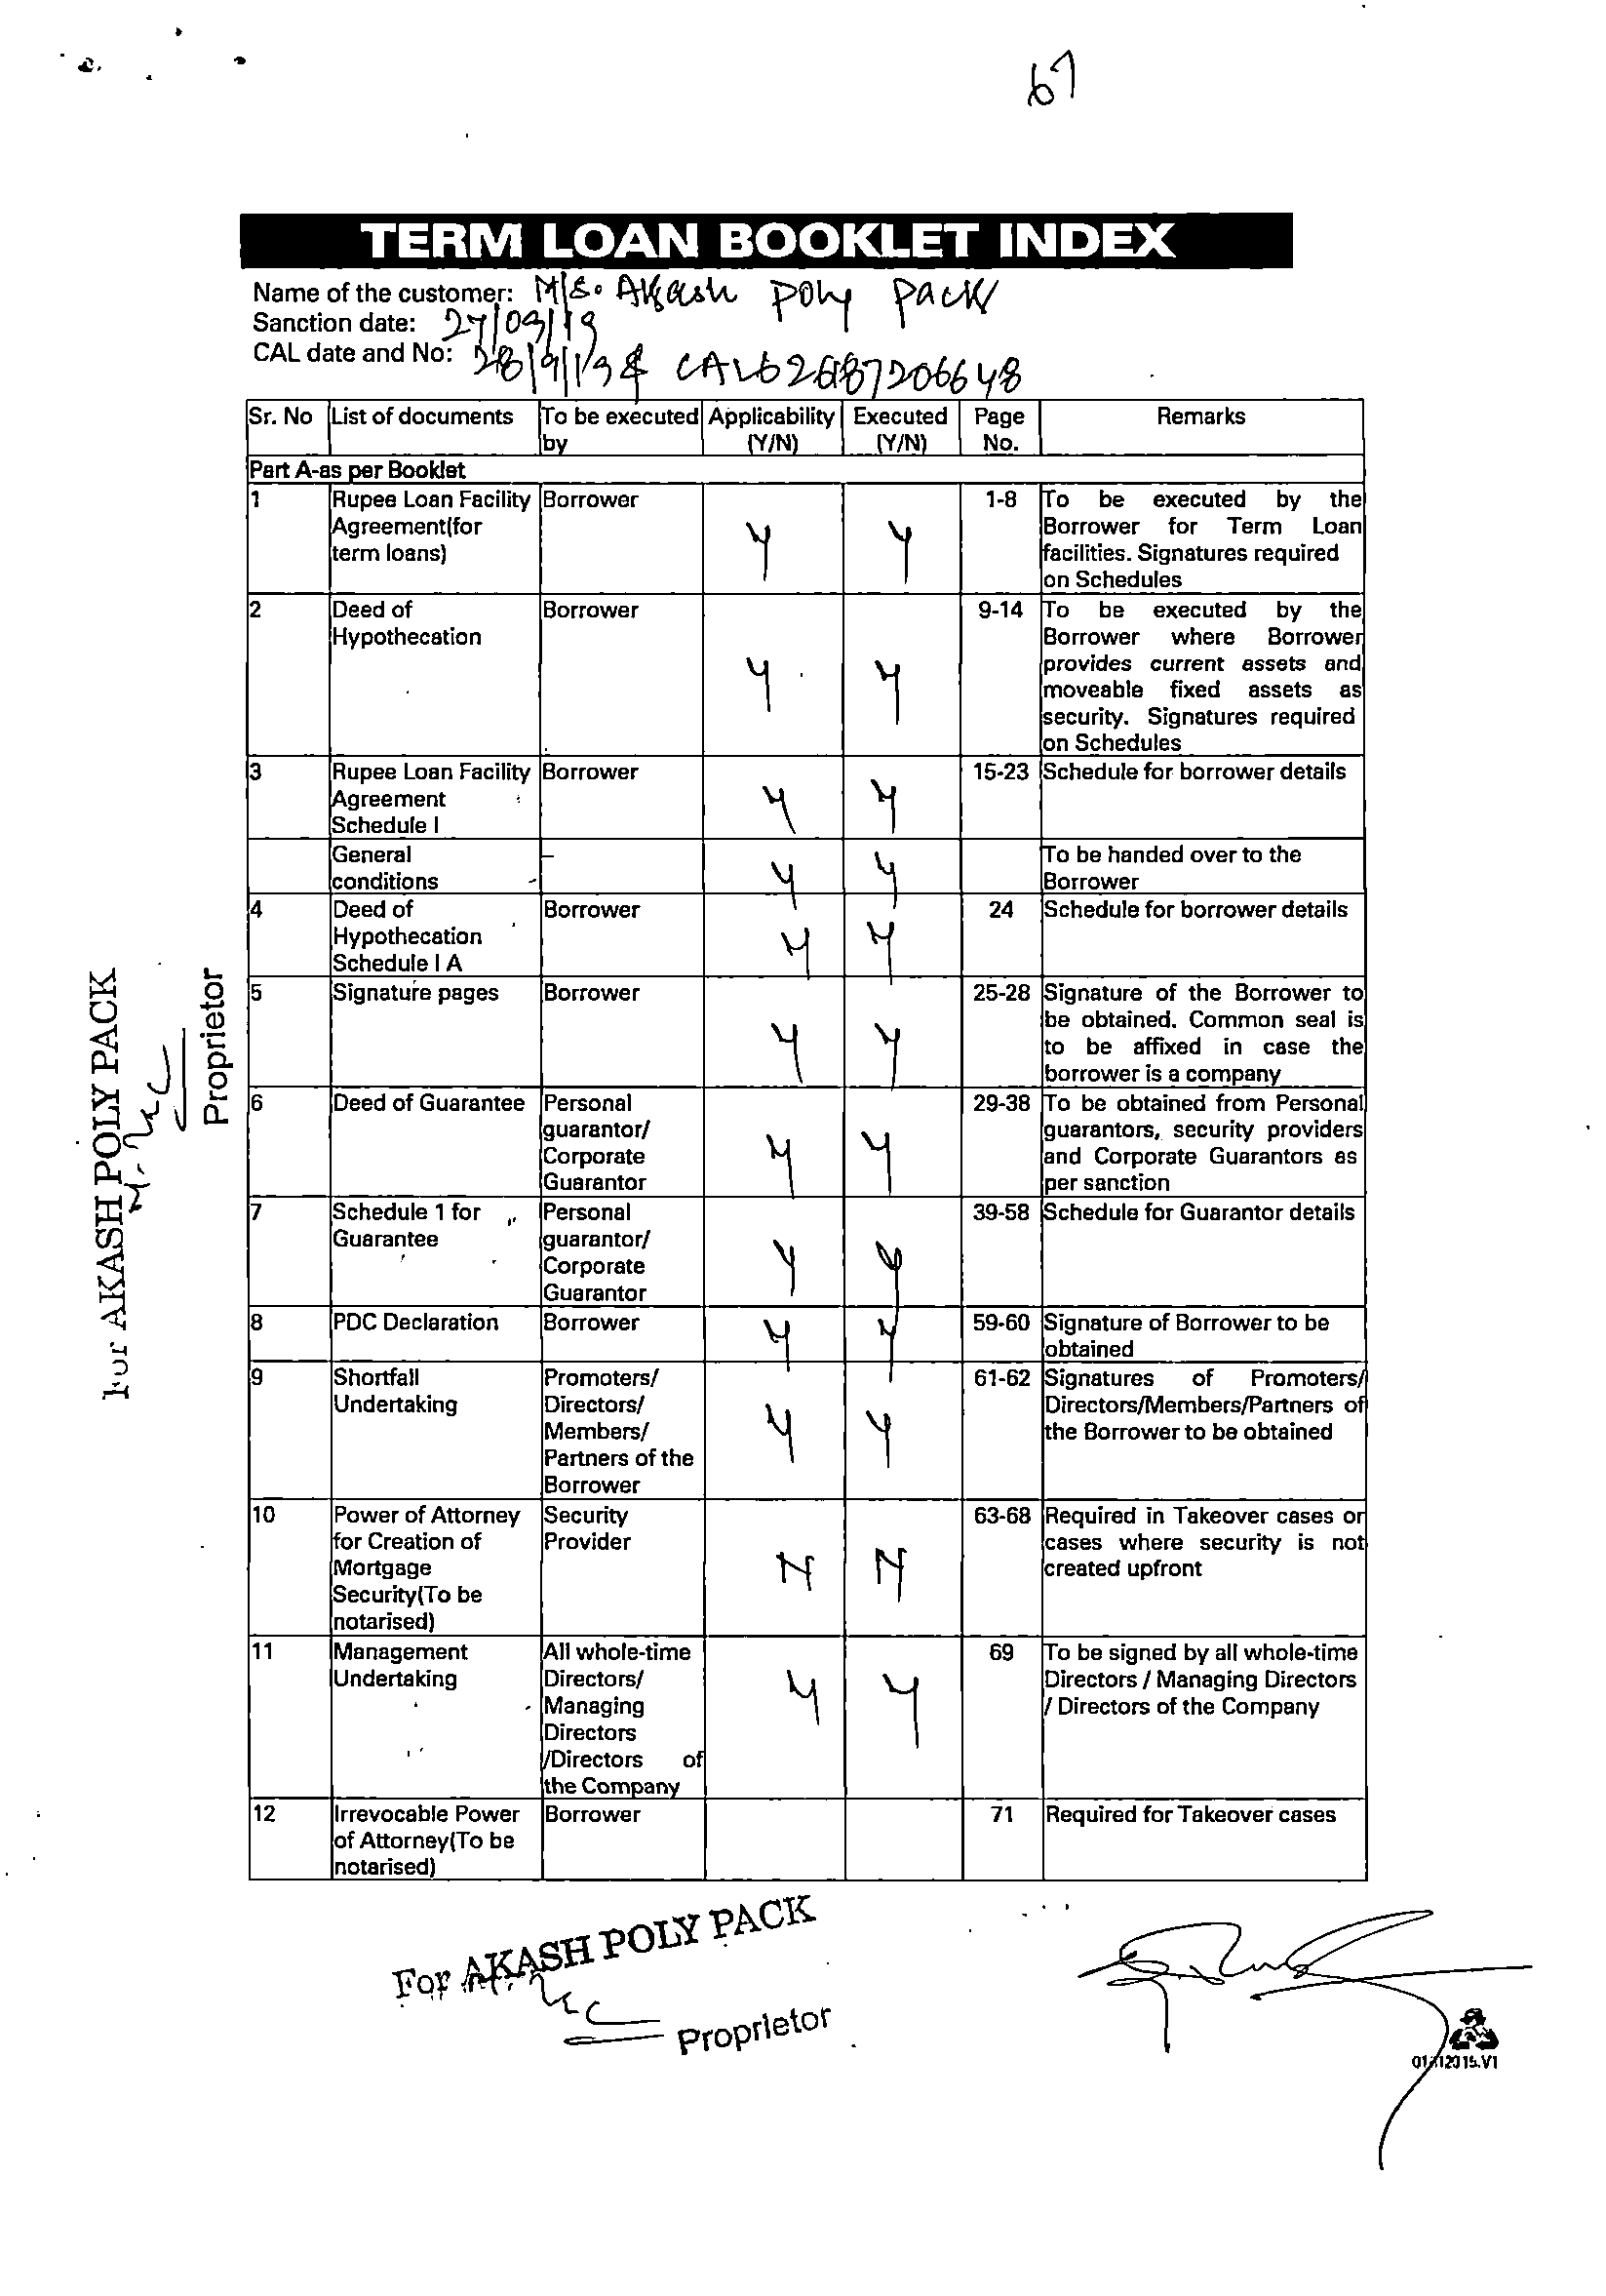 67
TERM LOAN BOOKLET INDEX
Name of the customer: M/s. Akash Poly Pack
Sanction date: 27/09/19
CAL date and No: 28/9/19 & CAL626187206648
Sr. No List of documents To be executed by Applicability (Y/N) Executed (Y/N) Page No. Remarks
Part A-as per Booklet
1 Rupee Loan Facility Agreement(for term loans) Borrower Y Y 1-8 To be executed by the Borrower for Term Loan facilities. Signatures required on Schedules
2 Deed of Hypothecation Borrower Y Y 9-14 To be executed by the Borrower where Borrower provides current assets and moveable fixed assets as security. Signatures required on Schedules
3 Rupee Loan Facility Agreement Schedule I Borrower Y Y 15-23 Schedule for borrower details
General conditions – Y Y To be handed over to the Borrower
4 Deed of Hypothecation Schedule I A Borrower Y Y 24 Schedule for borrower details
5 Signature pages Borrower Y Y 25-28 Signature of the Borrower to be obtained. Common seal is to be affixed in case the borrower is a company
6 Deed of Guarantee Personal guarantor/ Corporate Guarantor Y Y 29-38 To be obtained from Personal guarantors, security providers and Corporate Guarantors as per sanction
7 Schedule 1 for Guarantee Personal guarantor/ Corporate Guarantor Y Y 39-58 Schedule for Guarantor details
8 PDC Declaration Borrower Y Y 59-60 Signature of Borrower to be obtained
9 Shortfall Undertaking Promoters/ Directors/ Members/ Partners of the Borrower Y Y 61-62 Signatures of Promoters/ Directors/Members/Partners of the Borrower to be obtained
10 Power of Attorney for Creation of Mortgage Security(To be notarised) Security Provider N N 63-68 Required in Takeover cases or cases where security is not created upfront
11 Management Undertaking All whole-time Directors/ Managing Directors /Directors of the Company Y Y 69 To be signed by all whole-time Directors / Managing Directors / Directors of the Company
12 Irrevocable Power of Attorney(To be notarised) Borrower 71 Required for Takeover cases
For AKASH POLY PACK
Proprietor
For AKASH POLY PACK
Proprietor